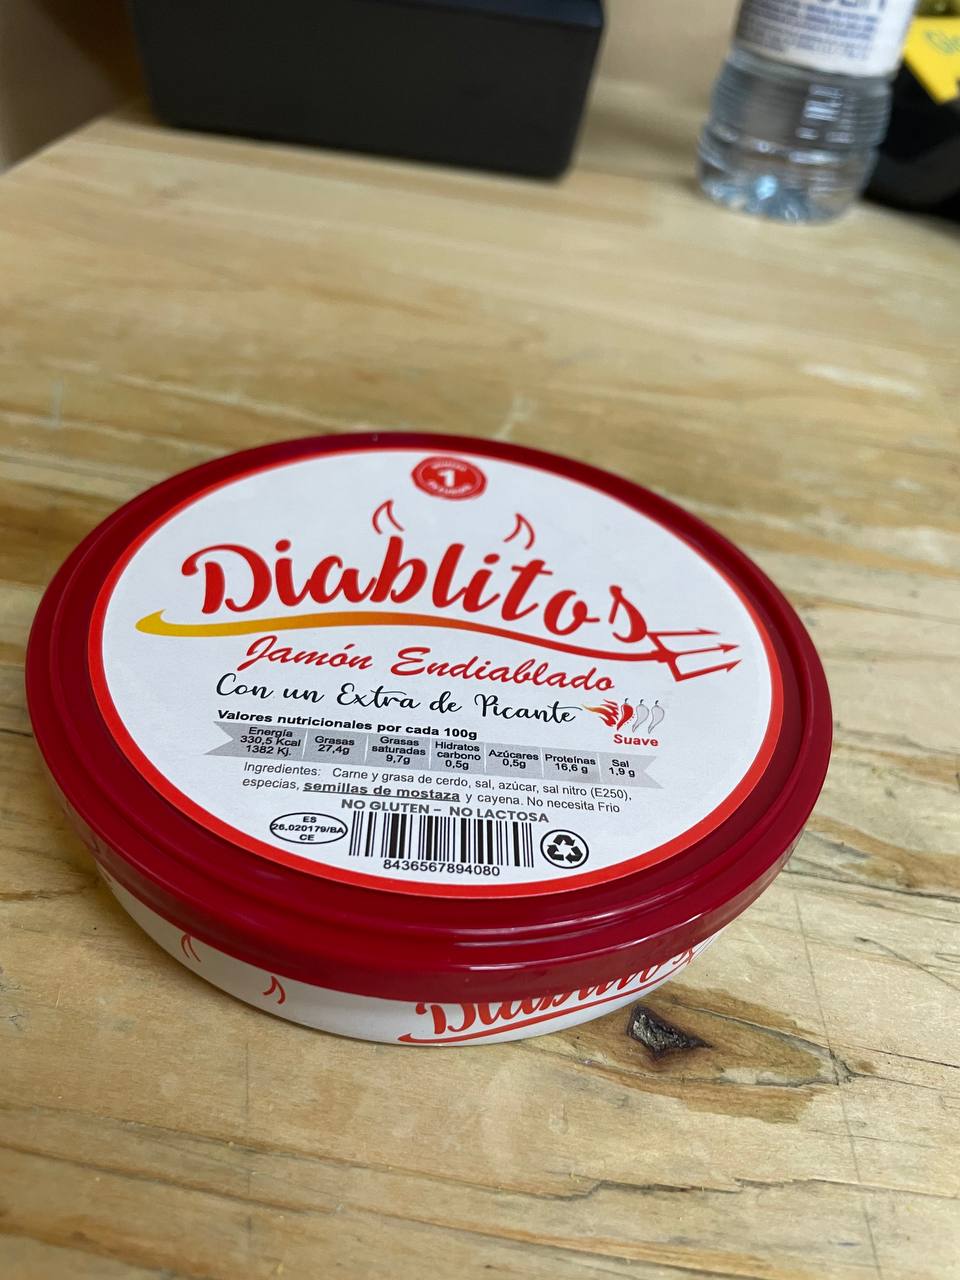 1
Diablitos
Jamón Endiablado
Con un Extra de Picante
Suave
Valores nutricionales por cada 100g
Energía 330,5 Kcal 1382 Kj.
Grasas 27,4g
Grasas saturadas 9,7g
Hidratos carbono 0,5g
Azúcares 0,5g
Proteínas 16,6 g
Sal 1,9 g
Ingredientes: Carne y grasa de cerdo, sal, azúcar, sal nitro (E250),
especias, semillas de mostaza y cayena. No necesita Frio
NO GLUTEN – NO LACTOSA
ES
26.020179/BA
CE
8436567894080
Diablitos